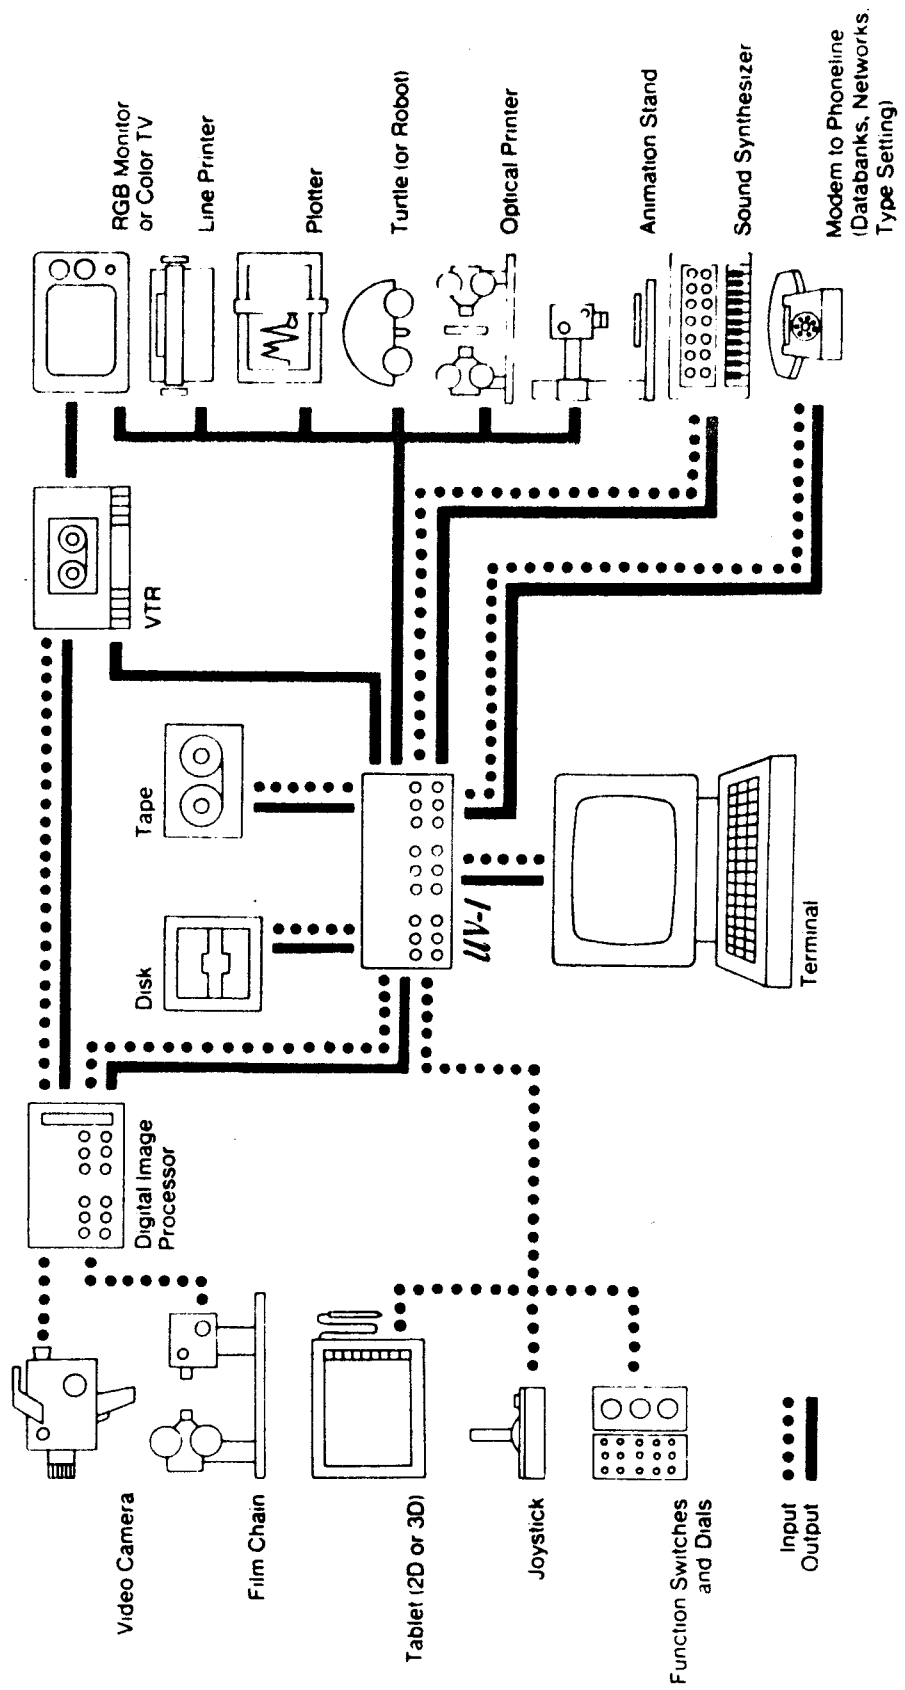 Video Camera
Film Chain
Tablet (2D or 3D)
Joystick
Function Switches
and Dials
Input
Output
Digital Image
Processor
Disk
Tape
Terminal
VTR
RGB Monitor
or Color TV
Line Printer
Plotter
Turtle (or Robot)
Optical Printer
Animation Stand
Sound Synthesizer
Modem to Phoneline
(Databanks, Networks.
Type Setting)